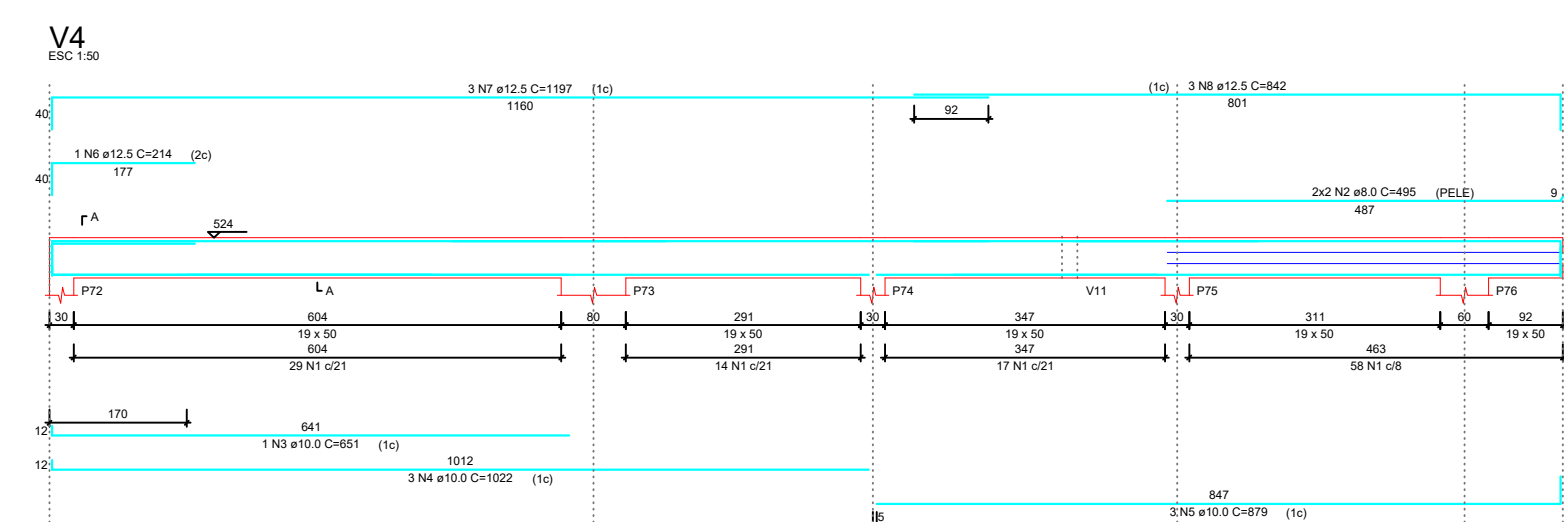 V4
ESC 1:50
3 N7 ø12.5 C=1197 (1c)
1160
40
(1c) 3 N8 ø12.5 C=842
801
92
1 N6 ø12.5 C=214 (2c)
177
40
2x2 N2 ø8.0 C=495 (PELE) 9
487
A
524
P72 A P73 P74 V11 P75 P76
30 604 80 291 30 347 30 311 60 92
19 x 50 19 x 50 19 x 50 19 x 50 19 x 50
604 291 347 463
29 N1 c/21 14 N1 c/21 17 N1 c/21 58 N1 c/8
170
12 641
1 N3 ø10.0 C=651 (1c)
12 1012
3 N4 ø10.0 C=1022 (1c)
847
3 N5 ø10.0 C=879 (1c)